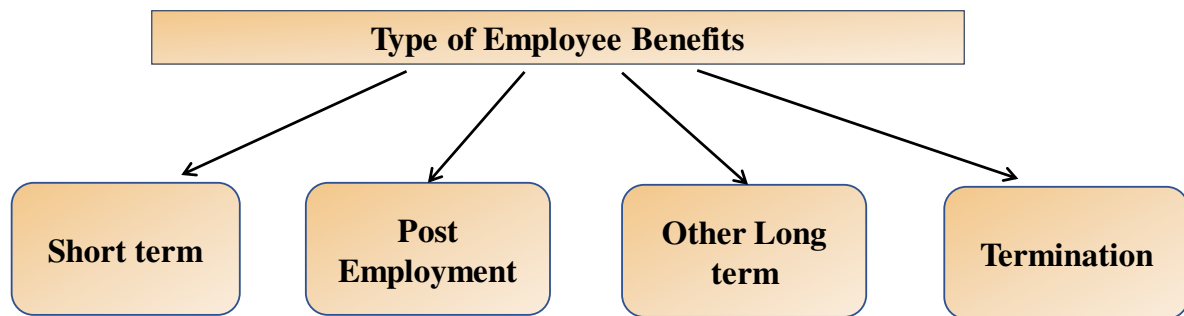 Type of Employee Benefits
Short term
Post
Employment
Other Long
term
Termination